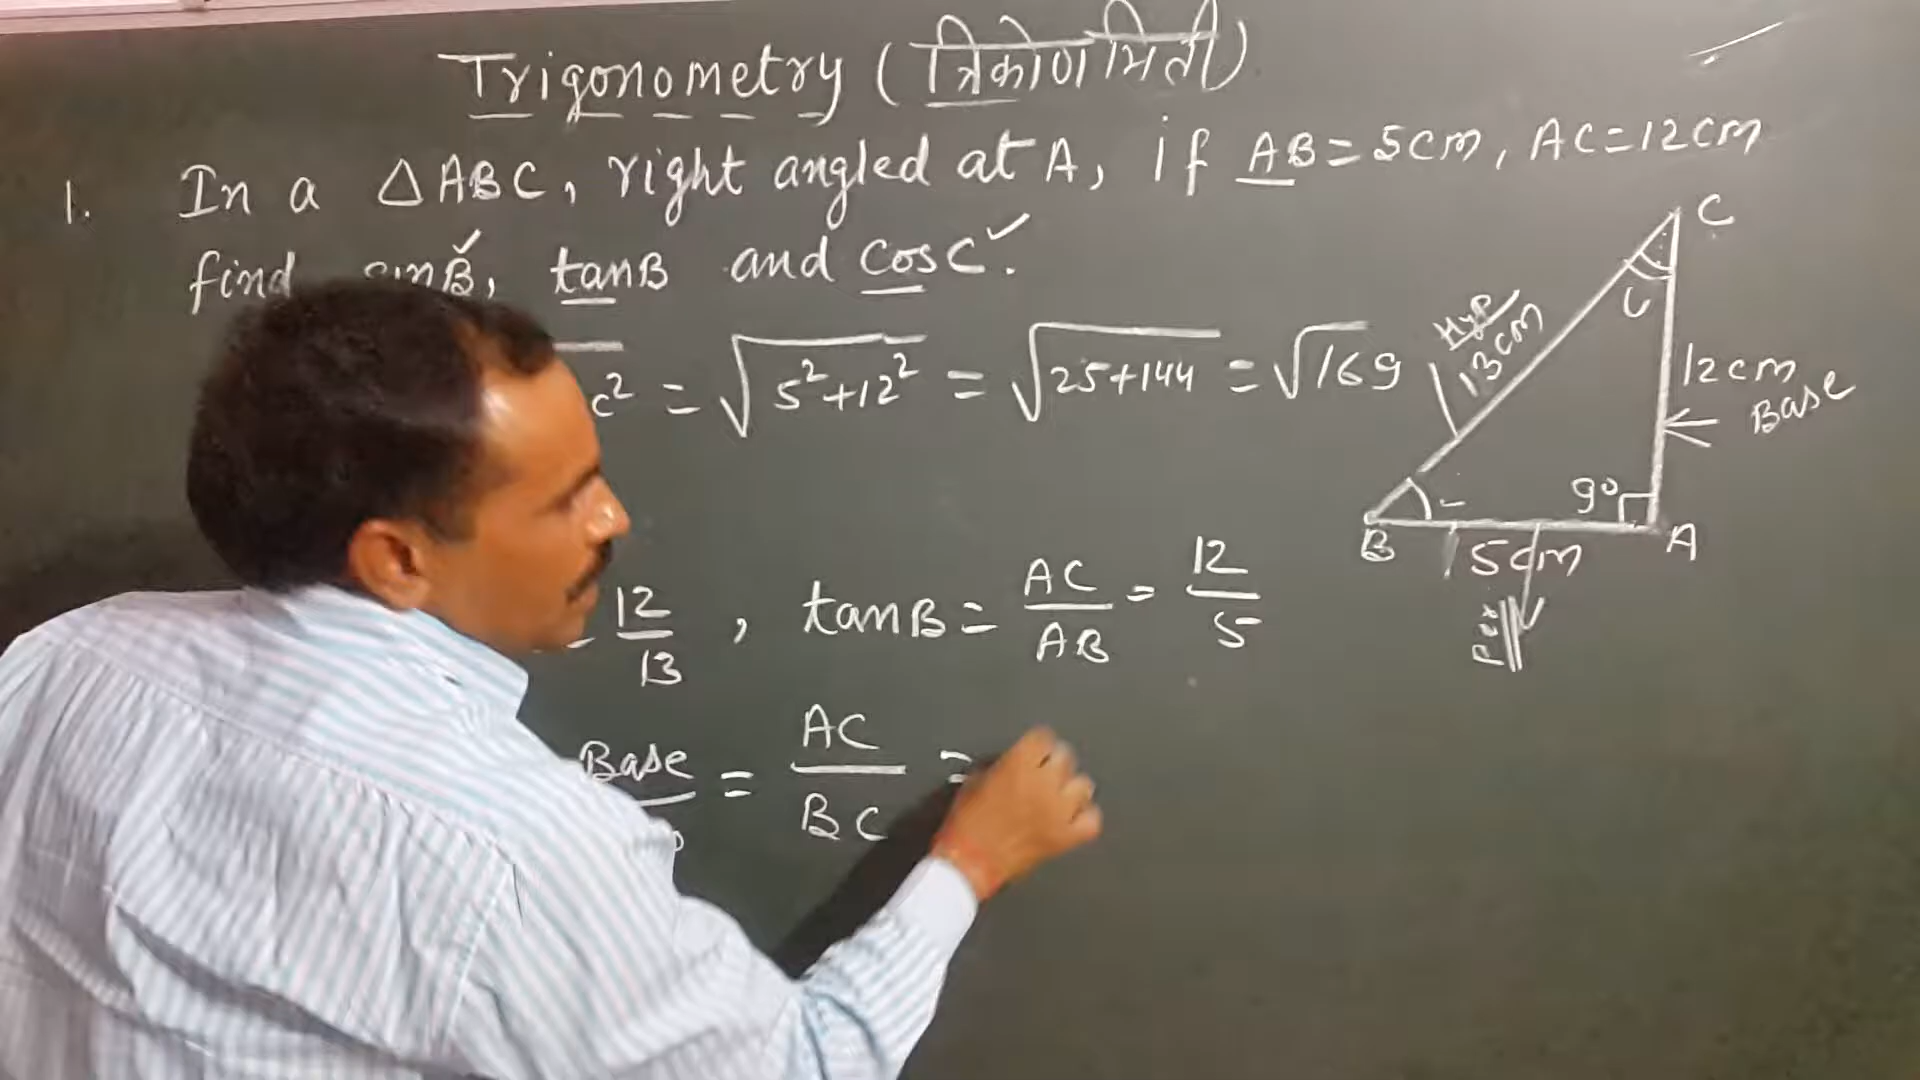 Trigonometry (त्रिकोणमिती)
1. In a △ABC, right angled at A, if AB = 5cm, AC = 12cm
find sinB, tanB and cosC.
c² = √5²+12² = √25+144 = √169
= 12/13 , tanB = AC/AB = 12/5
Base = AC/BC =
C
Hyp
13cm
12cm
Base
90
B
5cm
A
Per